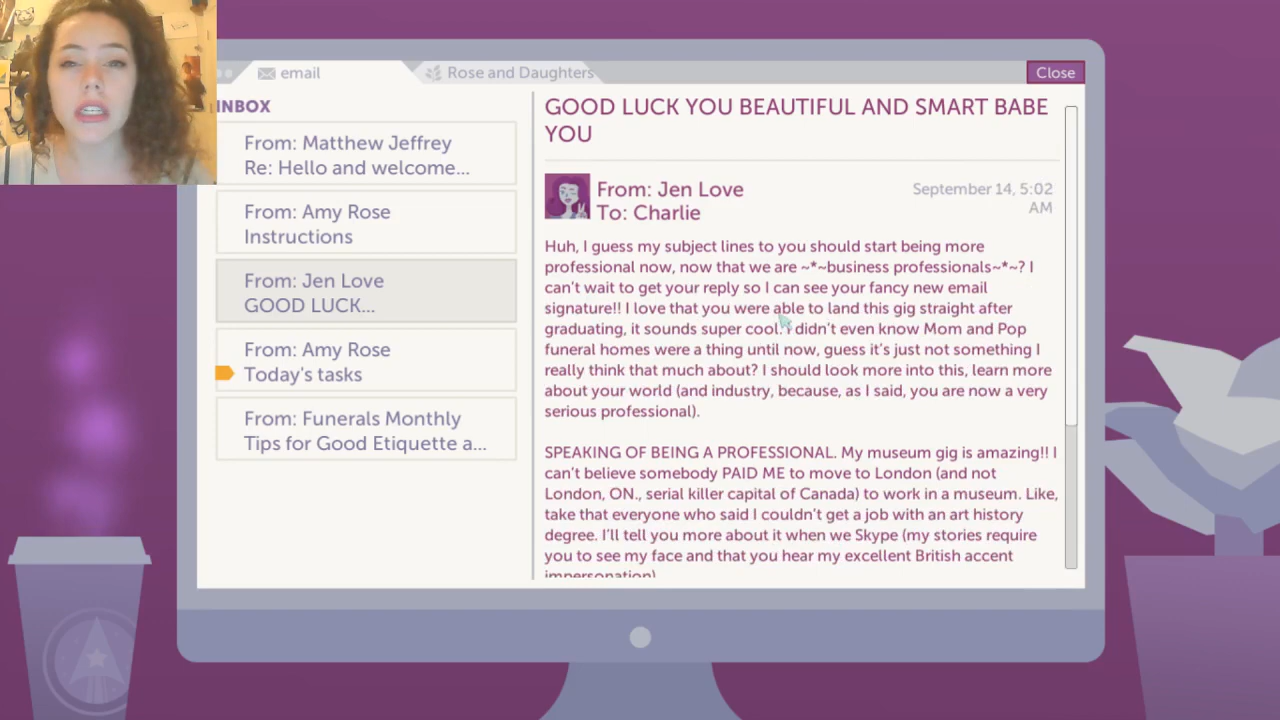 email
Rose and Daughters
Close
INBOX
From: Matthew Jeffrey
Re: Hello and welcome...
From: Amy Rose
Instructions
From: Jen Love
GOOD LUCK...
From: Amy Rose
Today's tasks
From: Funerals Monthly
Tips for Good Etiquette a...
GOOD LUCK YOU BEAUTIFUL AND SMART BABE
YOU
From: Jen Love
To: Charlie
September 14, 5:02
AM
Huh, I guess my subject lines to you should start being more
professional now, now that we are ~*~business professionals~*~? I
can't wait to get your reply so I can see your fancy new email
signature!! I love that you were able to land this gig straight after
graduating, it sounds super cool. I didn't even know Mom and Pop
funeral homes were a thing until now, guess it's just not something I
really think that much about? I should look more into this, learn more
about your world (and industry, because, as I said, you are now a very
serious professional).
SPEAKING OF BEING A PROFESSIONAL. My museum gig is amazing!! I
can't believe somebody PAID ME to move to London (and not
London, ON., serial killer capital of Canada) to work in a museum. Like,
take that everyone who said I couldn't get a job with an art history
degree. I'll tell you more about it when we Skype (my stories require
you to see my face and that you hear my excellent British accent
impersonation)